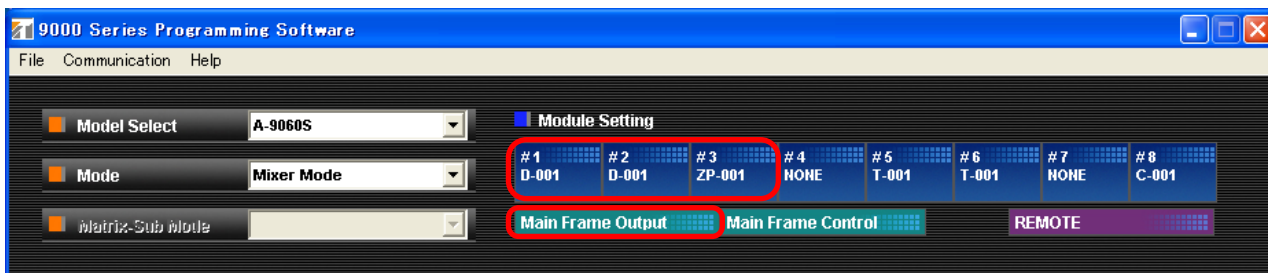 9000 Series Programming Software
File Communication Help
Model Select A-9060S
Module Setting
#1 #2 #3 #4 #5 #6 #7 #8
D-001 D-001 ZP-001 NONE T-001 T-001 NONE C-001
Mode Mixer Mode
Matrix-Sub Mode
Main Frame Output Main Frame Control REMOTE